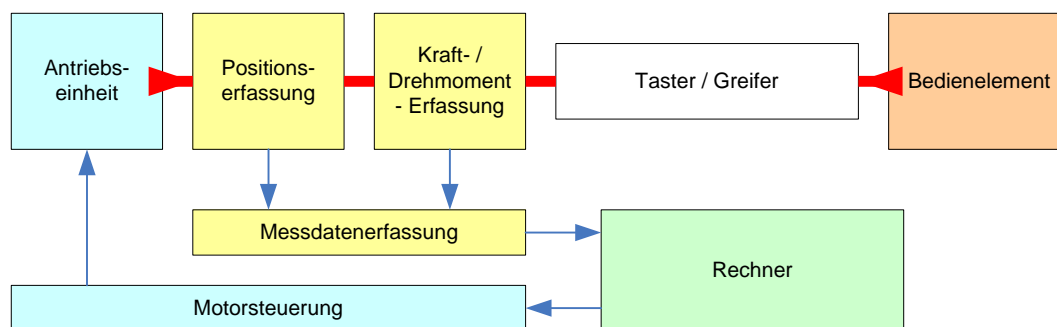 Antriebs-
einheit
Positions-
erfassung
Kraft- /
Drehmoment
- Erfassung
Taster / Greifer
Bedienelement
Messdatenerfassung
Rechner
Motorsteuerung